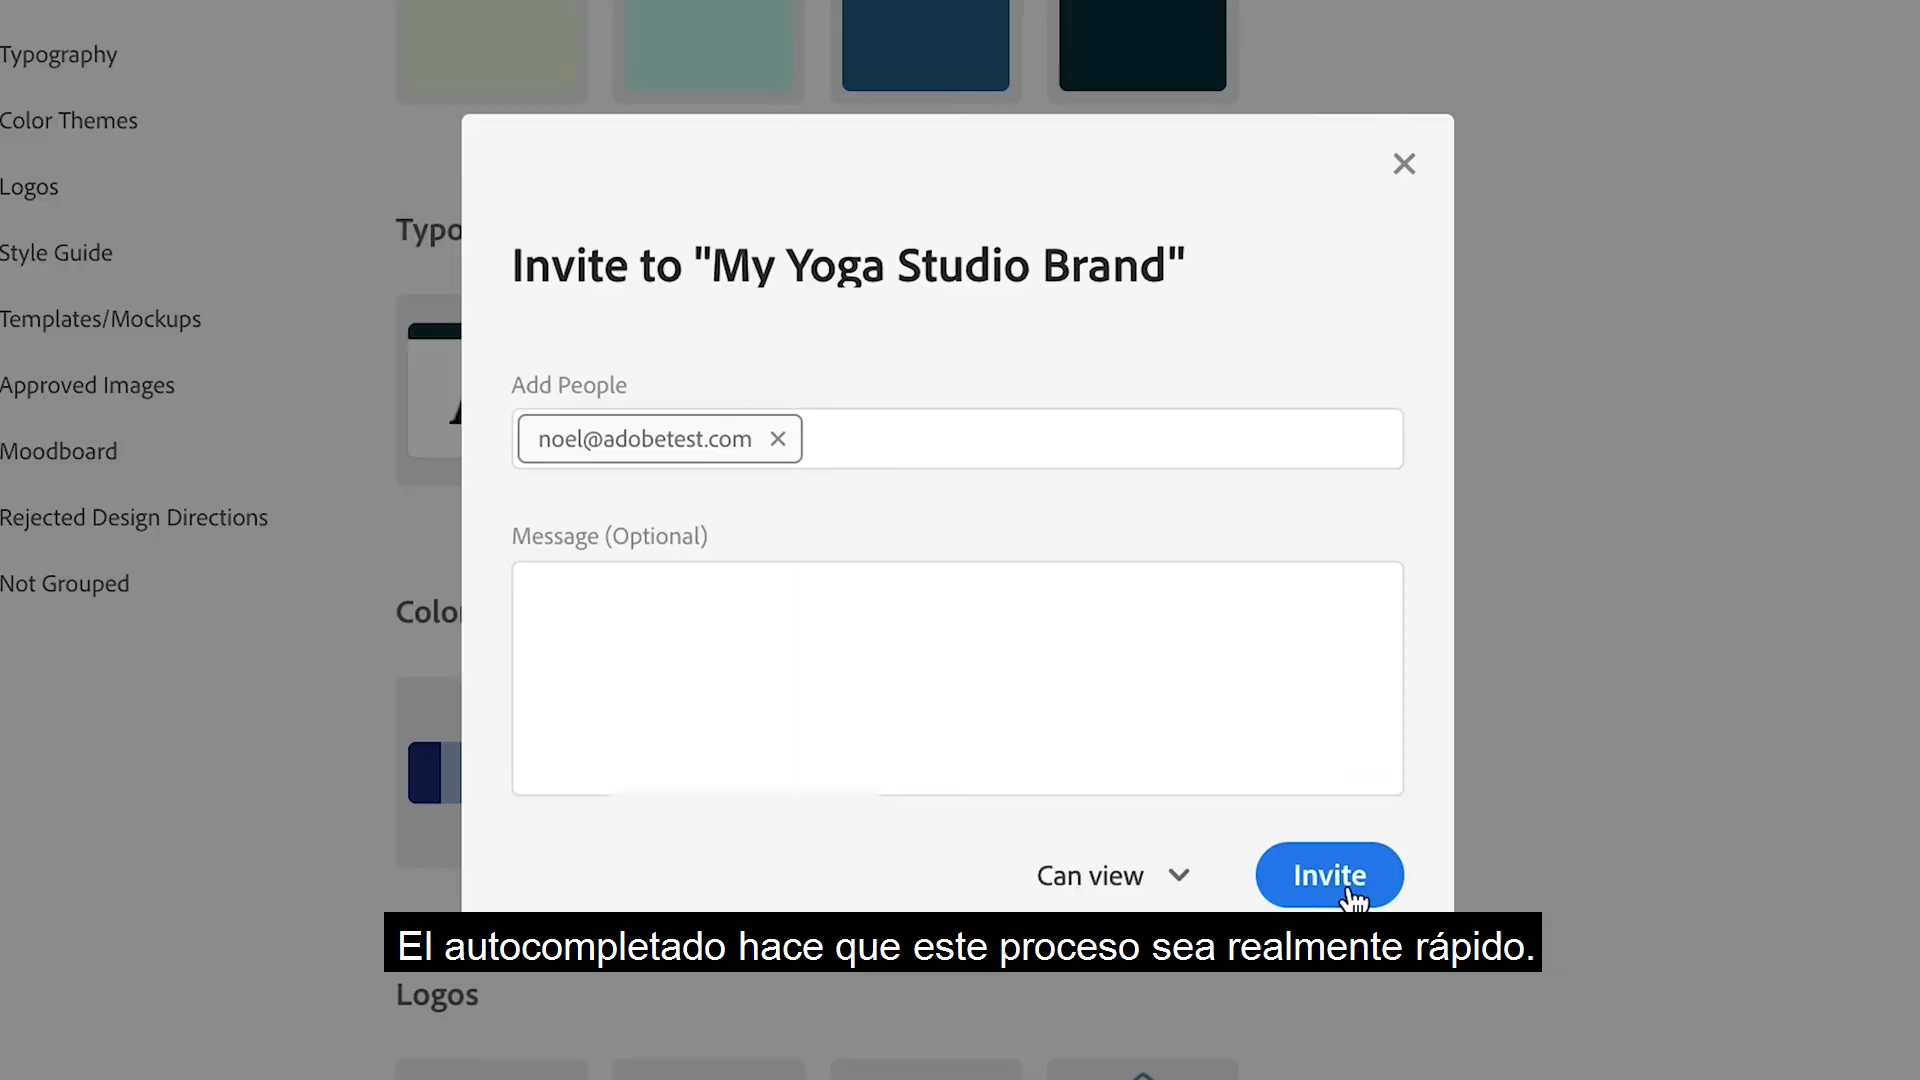 Typography
Color Themes
Logos
Style Guide
Templates/Mockups
Approved Images
Moodboard
Rejected Design Directions
Not Grouped
Typo
Colo
Logos
Invite to "My Yoga Studio Brand"
Add People
noel@adobetest.com
Message (Optional)
Can view
Invite
El autocompletado hace que este proceso sea realmente rápido.